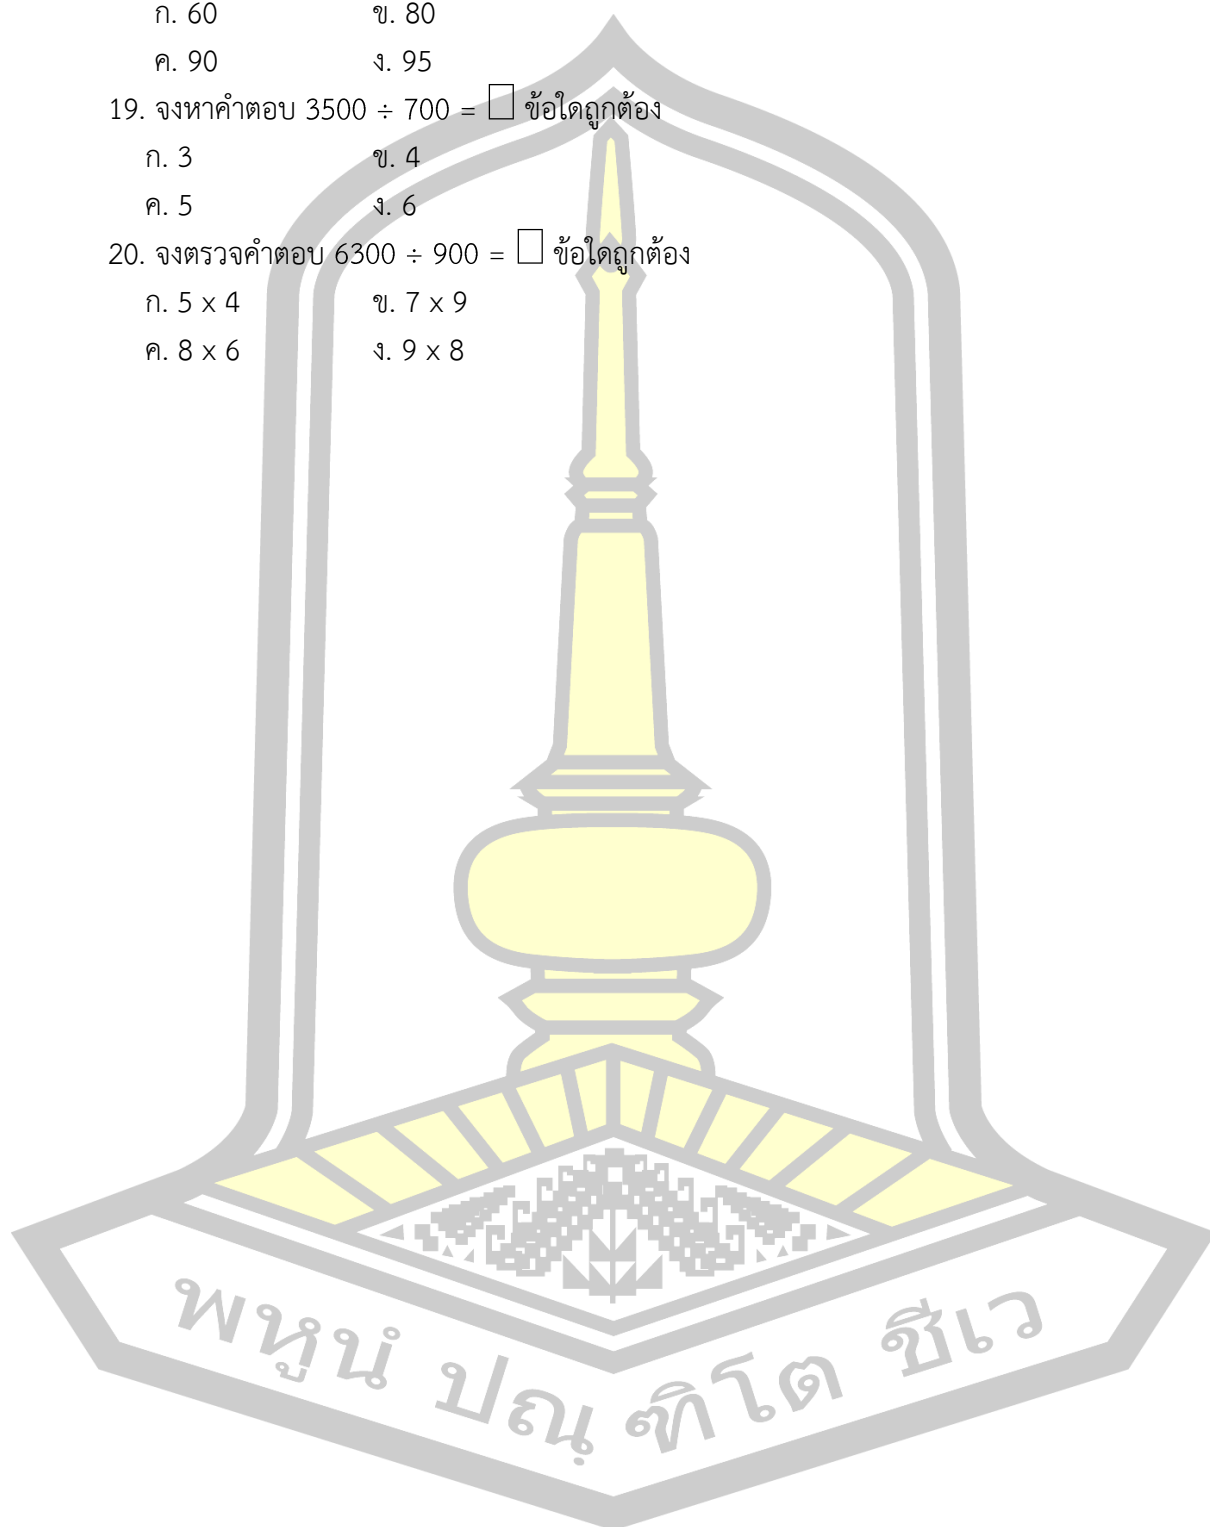 ก. 60 ข. 80
ค. 90 ง. 95
19. จงหาคำตอบ 3500 ÷ 700 = □ ข้อใดถูกต้อง
ก. 3 ข. 4
ค. 5 ง. 6
20. จงตรวจคำตอบ 6300 ÷ 900 = □ ข้อใดถูกต้อง
ก. 5 x 4 ข. 7 x 9
ค. 8 x 6 ง. 9 x 8
พหูนํ ปณฺฑิโต ชีเว